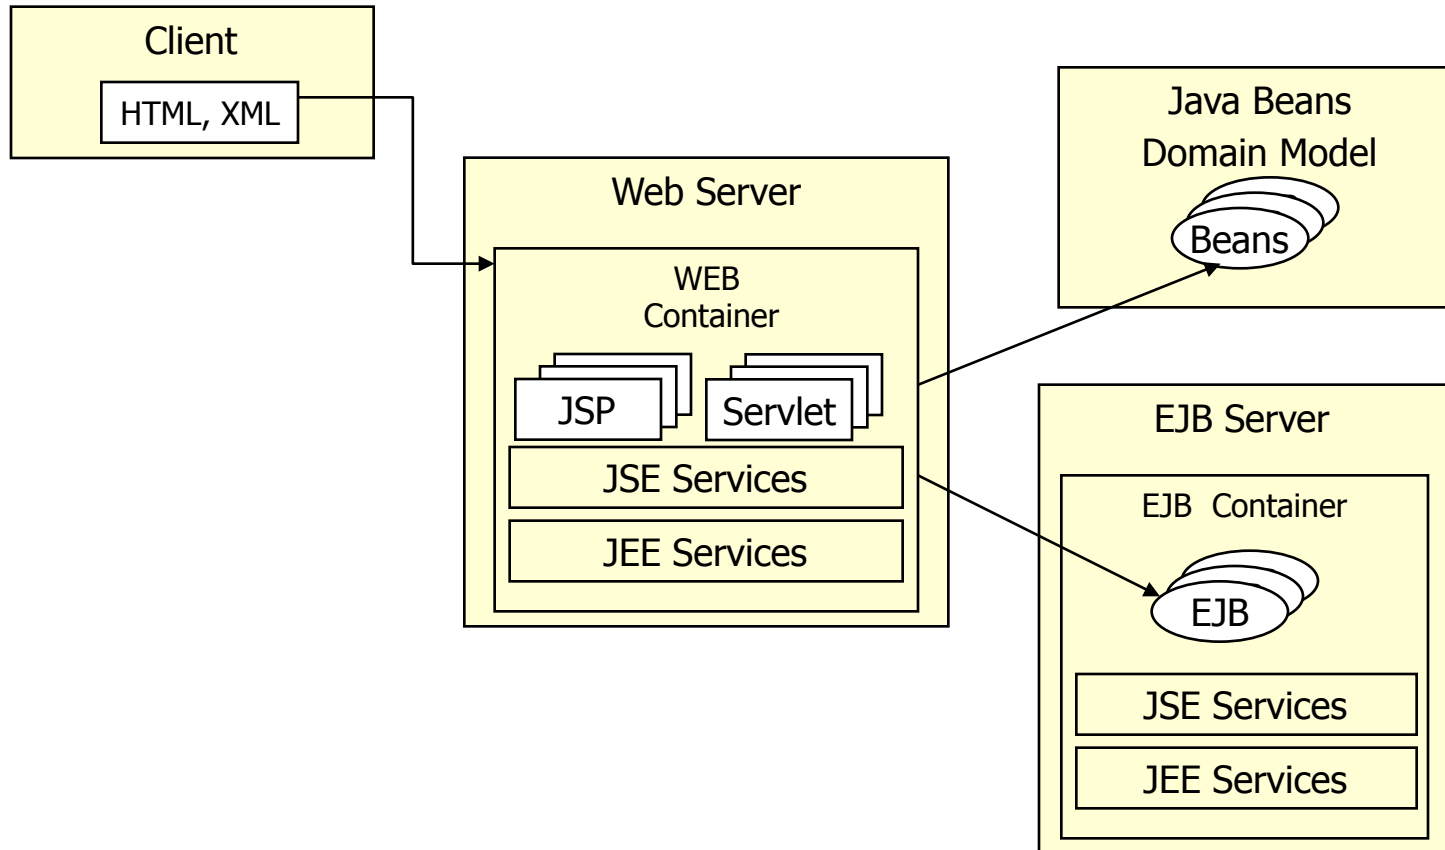 Client
HTML, XML
Web Server
WEB
Container
JSP
Servlet
JSE Services
JEE Services
Java Beans
Domain Model
Beans
EJB Server
EJB Container
EJB
JSE Services
JEE Services